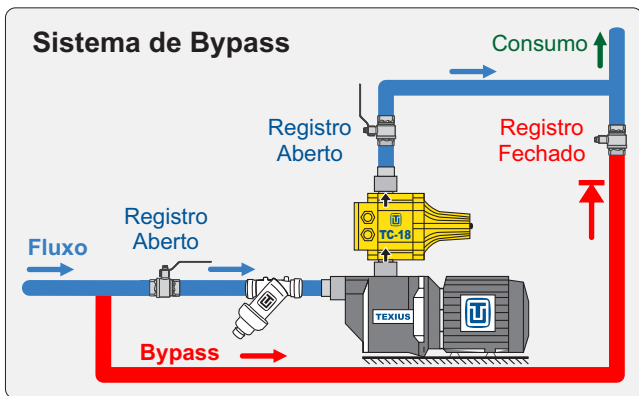 Sistema de Bypass
Consumo
Registro
Aberto
Registro
Fechado
TC-18
Registro
Aberto
Fluxo
TEXIUS
Bypass